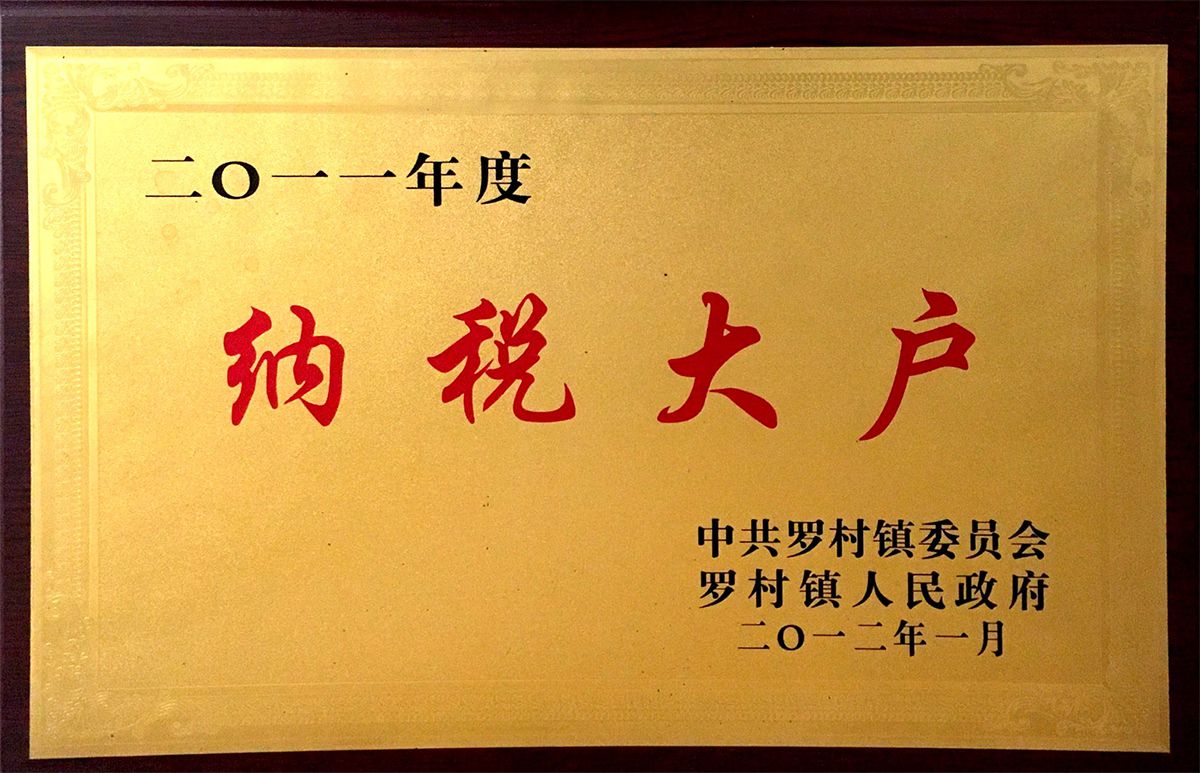 二〇一一年度
纳税大户
中共罗村镇委员会
罗村镇人民政府
二〇一二年一月